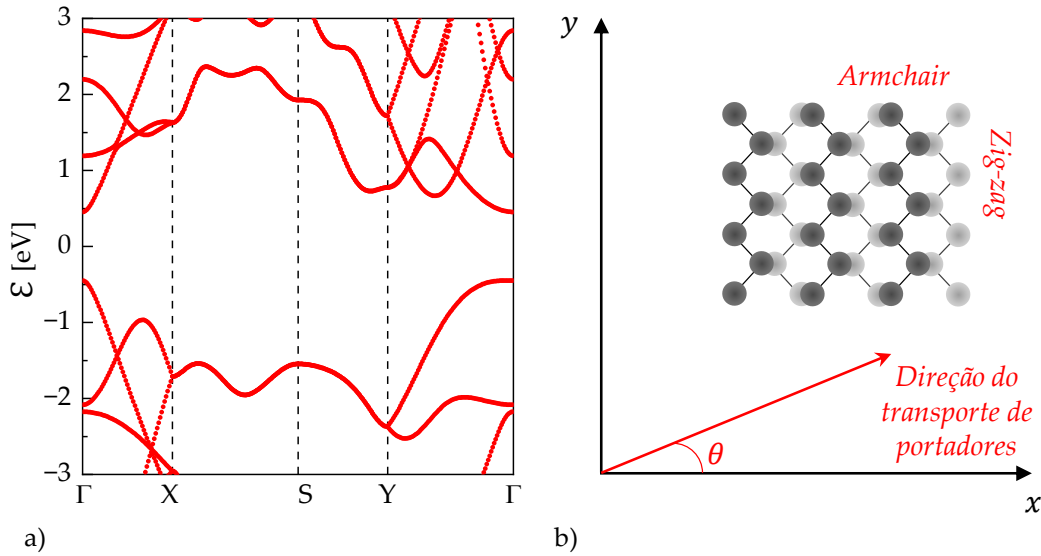 3
2
1
0
−1
−2
−3
ℇ [eV]
Γ
X
S
Y
Γ
a)
y
Armchair
Zig-zag
Direção do
transporte de
portadores
θ
x
b)